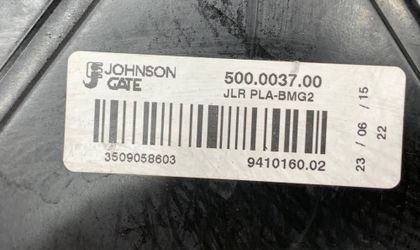 JOHNSON
GATE
500.0037.00
JLR PLA-BMG2
3509058603
9410160.02
23 / 06 / 15
22